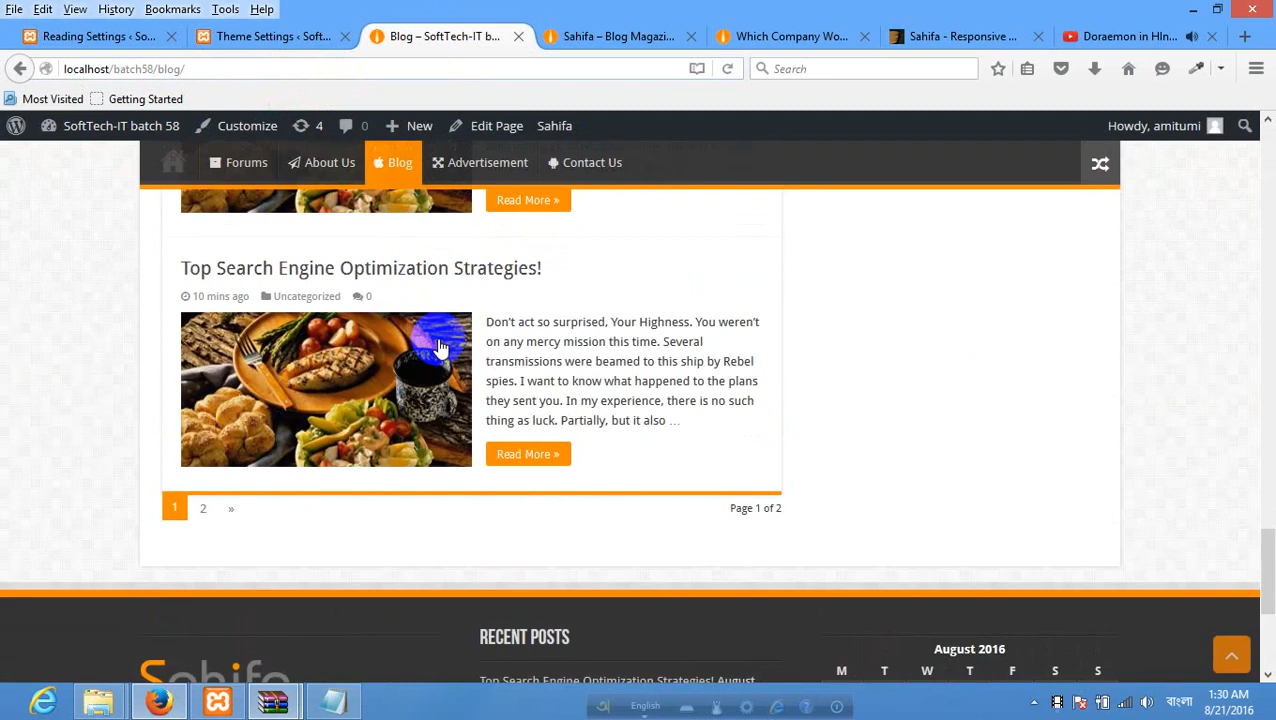 File Edit View History Bookmarks Tools Help
Reading Settings ‹ So...
Theme Settings ‹ Soft...
Blog – SoftTech-IT b...
Sahifa – Blog Magazi...
Which Company Wo...
Sahifa - Responsive ...
Doraemon in HIn...
localhost/batch58/blog/
Search
Most Visited Getting Started
SoftTech-IT batch 58 Customize 4 0 New Edit Page Sahifa Howdy, amitumi
Forums About Us Blog Advertisement Contact Us
Read More »
Top Search Engine Optimization Strategies!
10 mins ago Uncategorized 0
Don't act so surprised, Your Highness. You weren't
on any mercy mission this time. Several
transmissions were beamed to this ship by Rebel
spies. I want to know what happened to the plans
they sent you. In my experience, there is no such
thing as luck. Partially, but it also …
Read More »
1 2 » Page 1 of 2
RECENT POSTS
August 2016
Sahifa
M T W T F S S
Top Search Engine Optimization Strategies! August
English
বাংলা
1:30 AM
8/21/2016